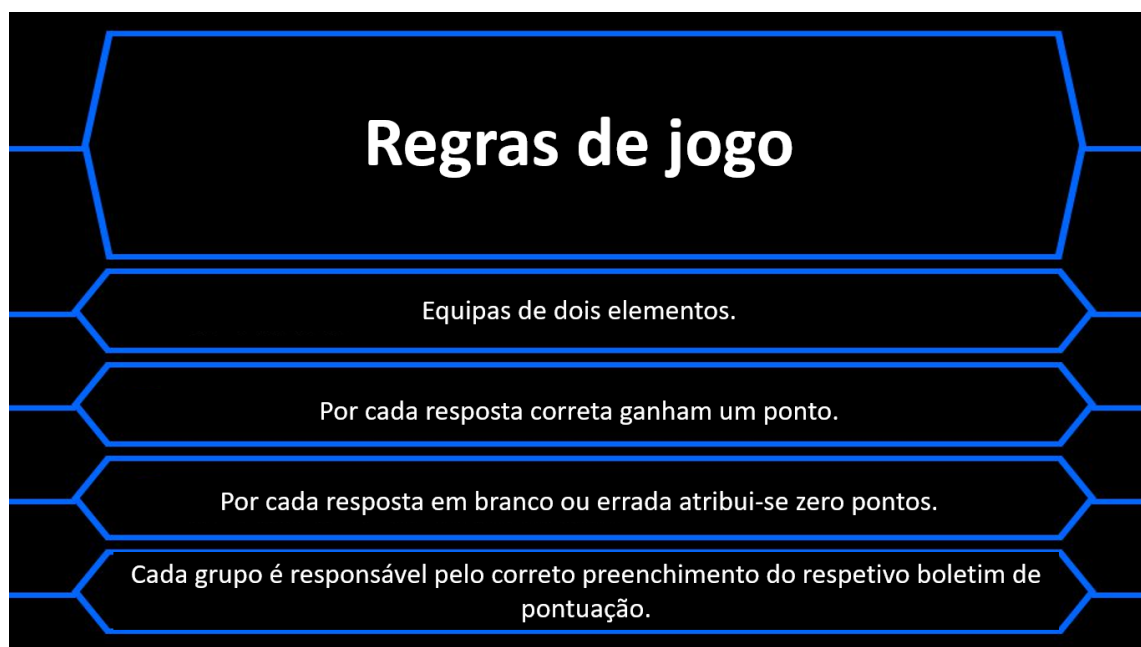 Regras de jogo
Equipas de dois elementos.
Por cada resposta correta ganham um ponto.
Por cada resposta em branco ou errada atribui-se zero pontos.
Cada grupo é responsável pelo correto preenchimento do respetivo boletim de
pontuação.